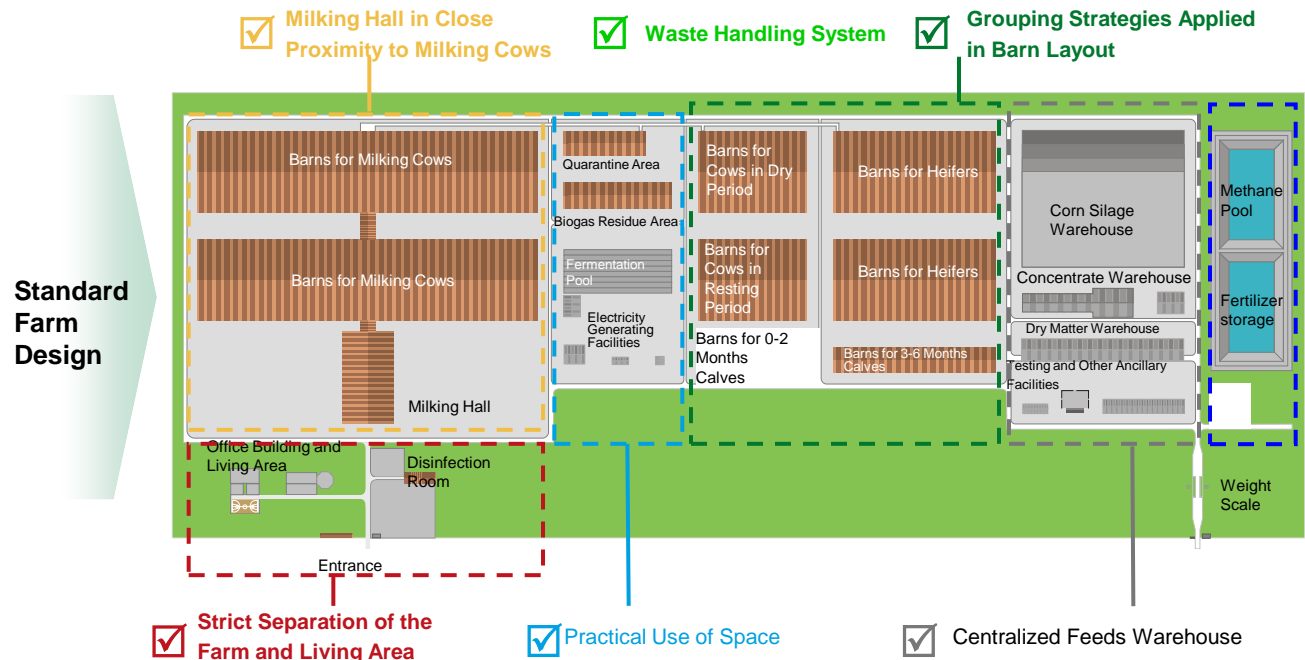 Milking Hall in Close
Proximity to Milking Cows
Waste Handling System
Grouping Strategies Applied
in Barn Layout
Standard
Farm
Design
Barns for Milking Cows
Barns for Milking Cows
Milking Hall
Quarantine Area
Biogas Residue Area
Fermentation
Pool
Electricity
Generating
Facilities
Barns for
Cows in Dry
Period
Barns for
Cows in
Resting
Period
Barns for 0-2
Months
Calves
Barns for Heifers
Barns for Heifers
Barns for 3-6 Months
Calves
Corn Silage
Warehouse
Concentrate Warehouse
Dry Matter Warehouse
Testing and Other Ancillary
Facilities
Methane
Pool
Fertilizer
storage
Office Building and
Living Area
Disinfection
Room
Entrance
Weight
Scale
Strict Separation of the
Farm and Living Area
Practical Use of Space
Centralized Feeds Warehouse